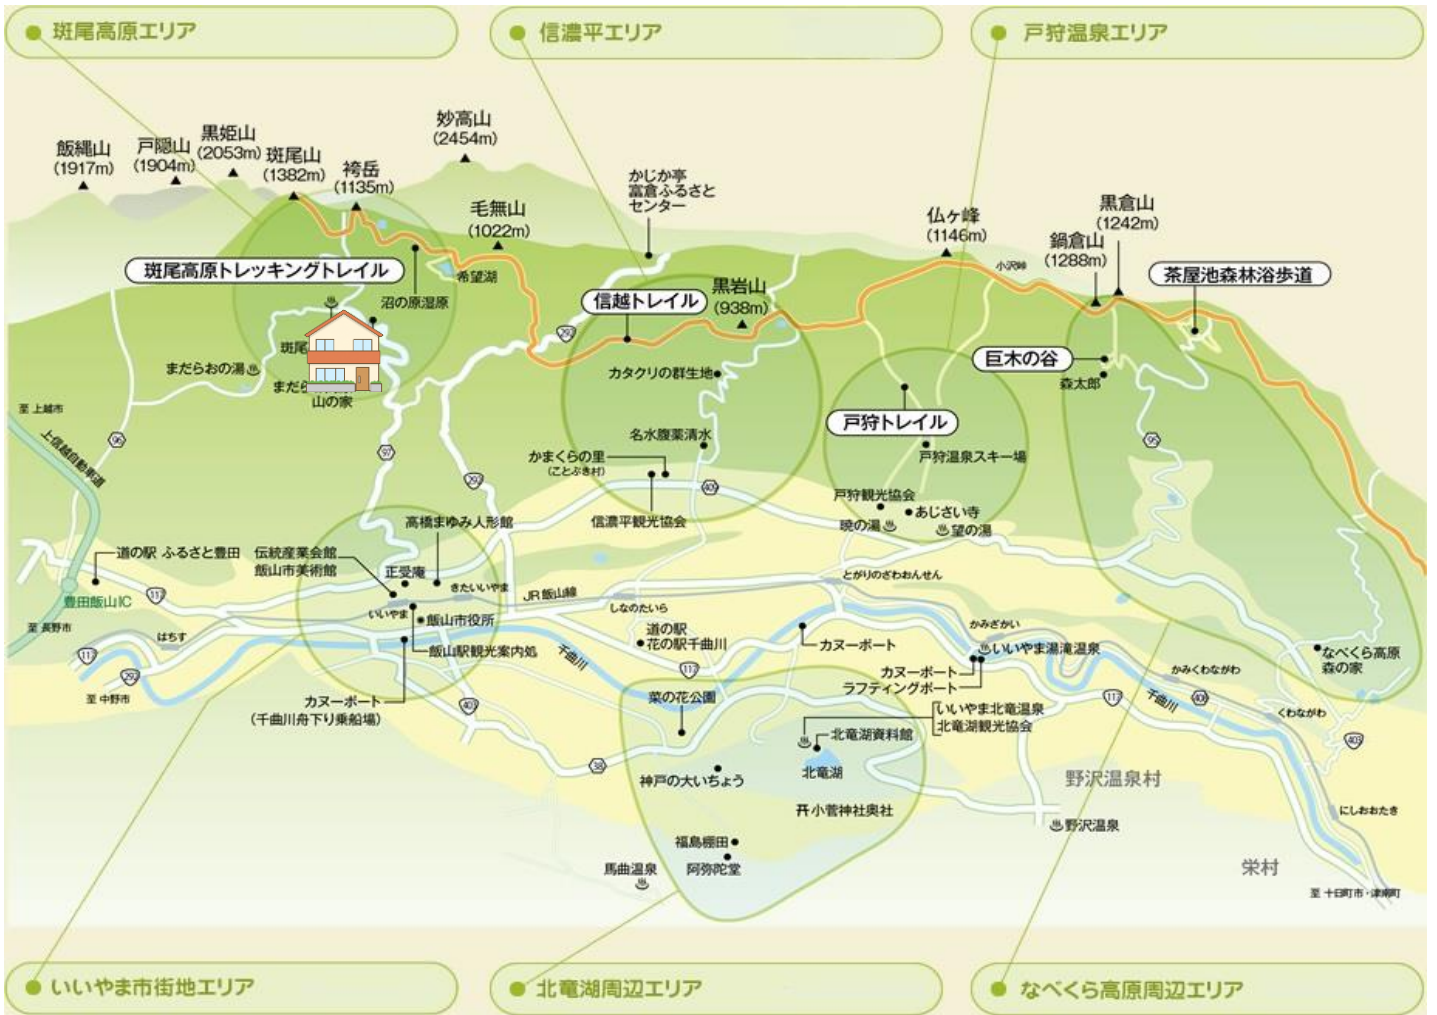 斑尾高原エリア
信濃平エリア
戸狩温泉エリア
飯縄山
(1917m)
戸隠山
(1904m)
黒姫山
(2053m)
斑尾山
(1382m)
袴岳
(1135m)
妙高山
(2454m)
毛無山
(1022m)
かじか亭
富倉ふるさと
センター
仏ヶ峰
(1146m)
小沢峠
鍋倉山
(1288m)
黒倉山
(1242m)
斑尾高原トレッキングトレイル
沼の原湿原
希望湖
信越トレイル
黒岩山
(938m)
茶屋池森林浴歩道
巨木の谷
森太郎
斑尾
まだらおの湯
まだら
山の家
292
カタクリの群生地
戸狩トレイル
戸狩温泉スキー場
至 上越市
上信越自動車道
96
97
292
95
名水腹薬清水
かまくらの里
(ことぶき村)
信濃平観光協会
409
戸狩観光協会
あじさい寺
暁の湯
望の湯
高橋まゆみ人形館
道の駅 ふるさと豊田
伝統産業会館
飯山市美術館
正受庵
きたいいやま
JR飯山線
とがりのざわおんせん
豊田飯山IC
117
いいやま
飯山市役所
しなのたいら
至 長野市
はちす
飯山駅観光案内処
千曲川
道の駅
花の駅千曲川
カヌーポート
かみさかい
いいやま湯滝温泉
なべくら高原
森の家
117
292
至 中野市
カヌーポート
(千曲川舟下り乗船場)
403
117
菜の花公園
カヌーポート
ラフティングポート
かみくわながわ
117
千曲川
408
くわながわ
403
いいやま北竜温泉
北竜湖観光協会
北竜湖資料館
北竜湖
38
神戸の大いちょう
小菅神社奥社
野沢温泉村
野沢温泉
にしおおたき
福島棚田
阿弥陀堂
馬曲温泉
栄村
至 十日町市・津南町
いいやま市街地エリア
北竜湖周辺エリア
なべくら高原周辺エリア